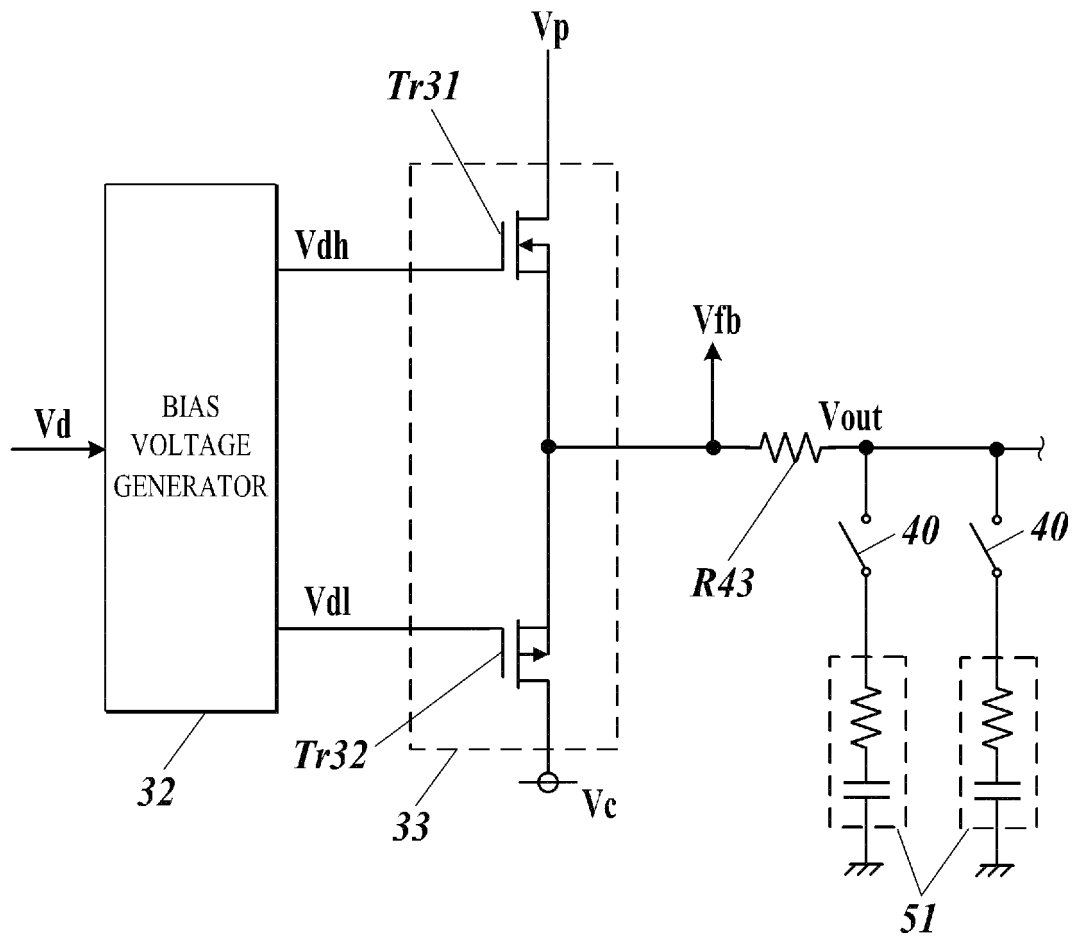 Vp
Tr31
Vdh
Vfb
Vd
BIAS
VOLTAGE
GENERATOR
Vout
40
40
R43
Vdl
Tr32
32
33
Vc
51